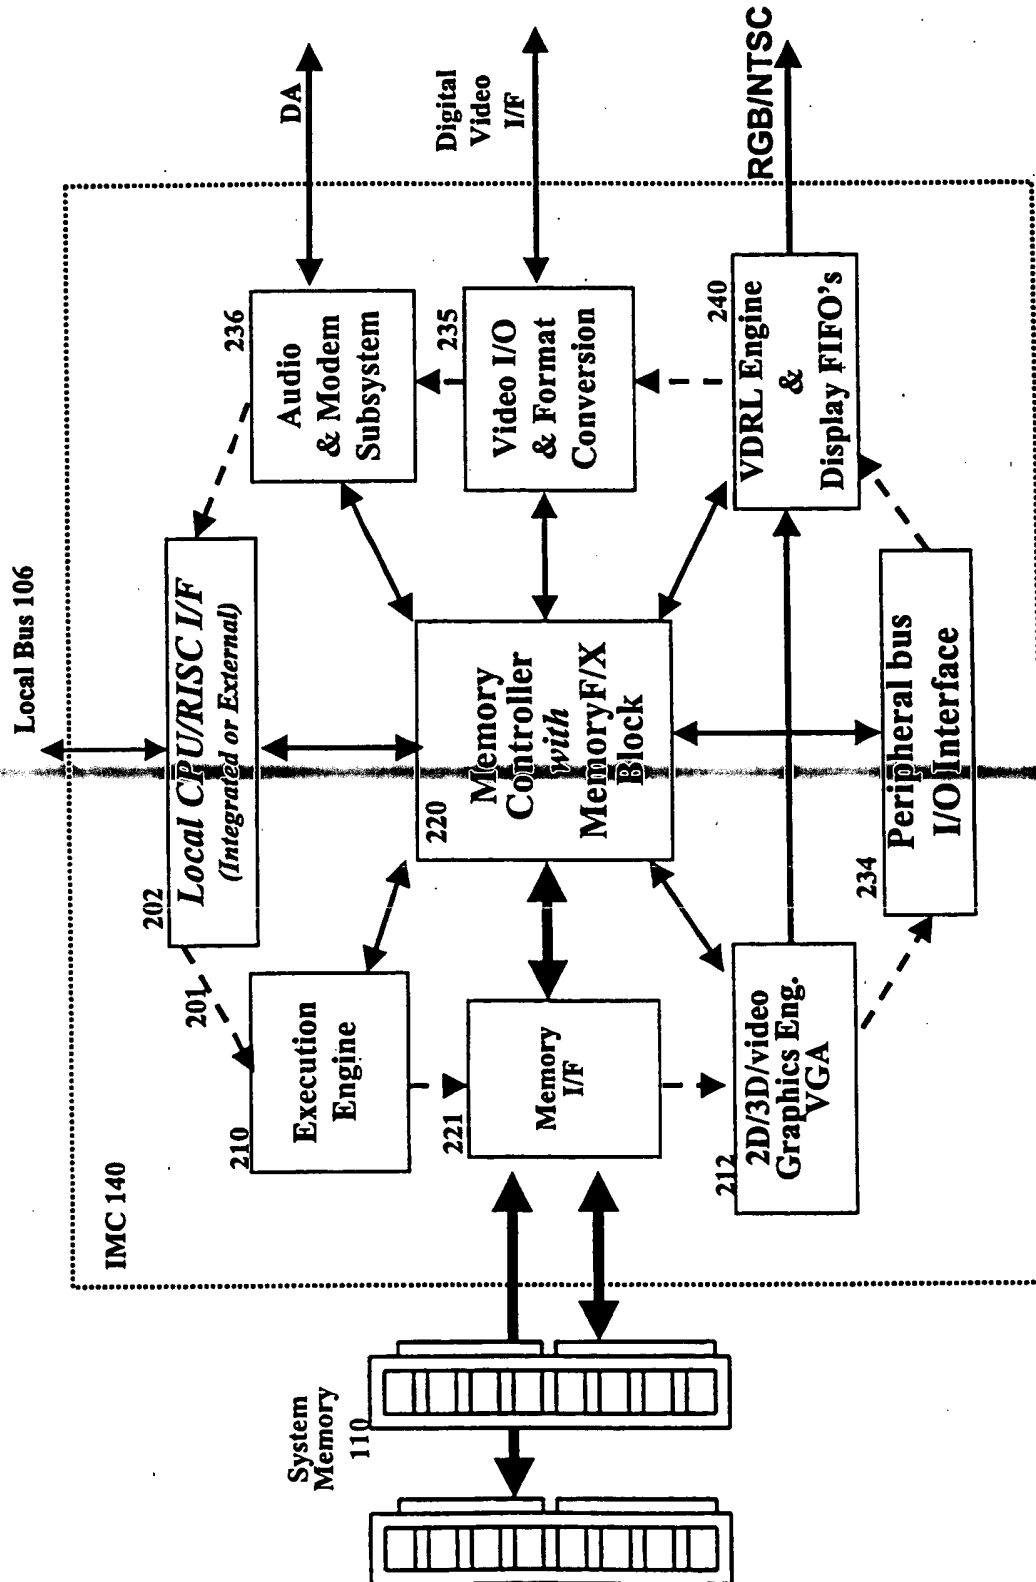 Local Bus 106
DA
Digital
Video
I/F
RGB/NTSC
IMC 140
202
Local CPU/RISC I/F
(Integrated or External)
201
236
Audio
& Modem
Subsystem
210
Execution
Engine
235
Video I/O
& Format
Conversion
220
Memory
Controller
with
MemoryF/X
Block
221
Memory
I/F
240
VDRL Engine
&
Display FIFO's
212
2D/3D/video
Graphics Eng.
VGA
234
Peripheral bus
I/O Interface
System
Memory
110